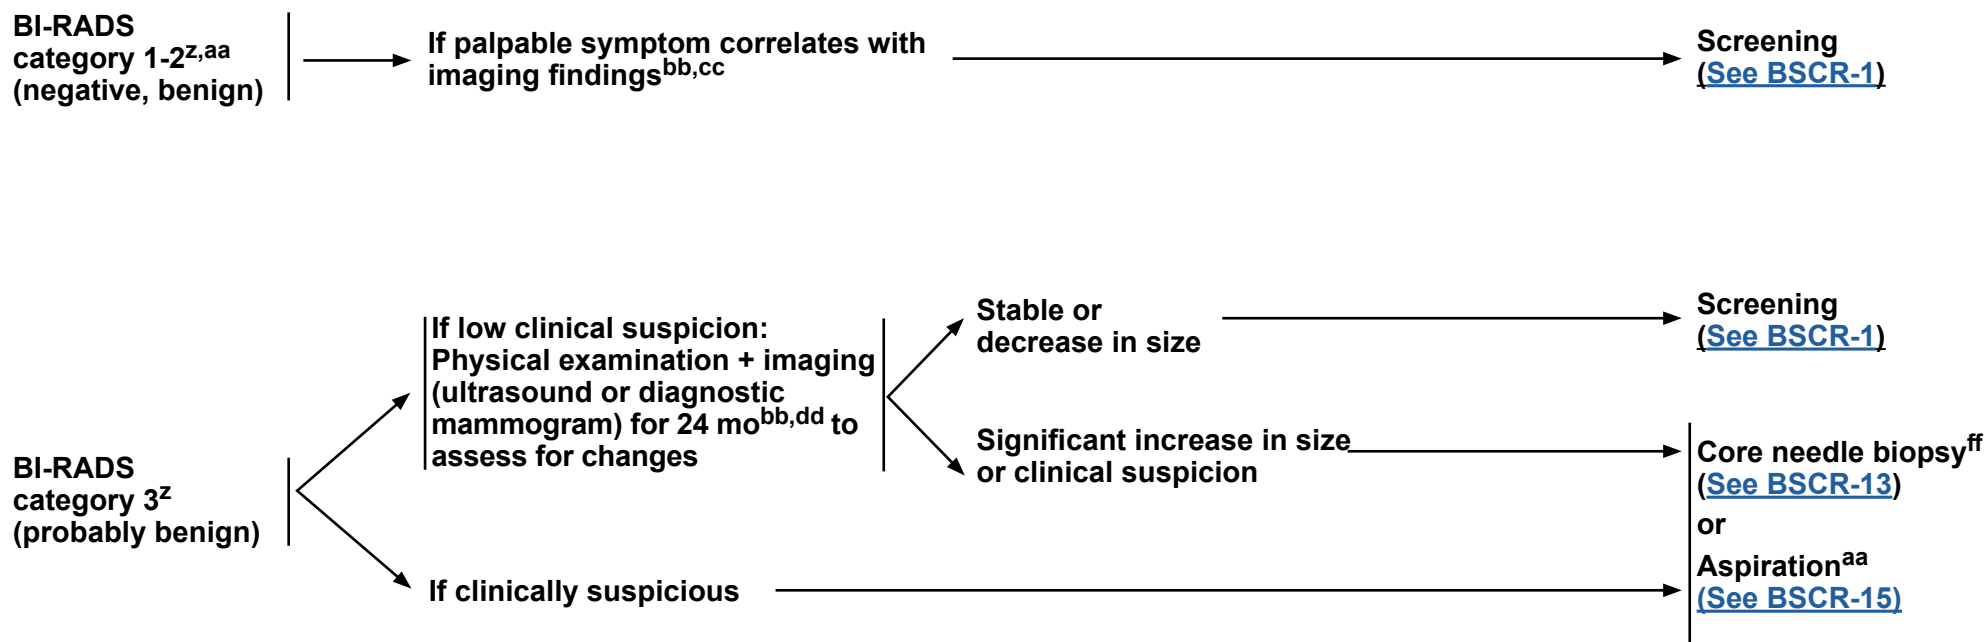 BI-RADS
category 1-2z,aa
(negative, benign)
If palpable symptom correlates with
imaging findingsbb,cc
Screening
(See BSCR-1)
BI-RADS
category 3z
(probably benign)
If low clinical suspicion:
Physical examination + imaging
(ultrasound or diagnostic
mammogram) for 24 mobb,dd to
assess for changes
Stable or
decrease in size
Screening
(See BSCR-1)
Significant increase in size
or clinical suspicion
If clinically suspicious
Core needle biopsyff
(See BSCR-13)
or
Aspirationaa
(See BSCR-15)